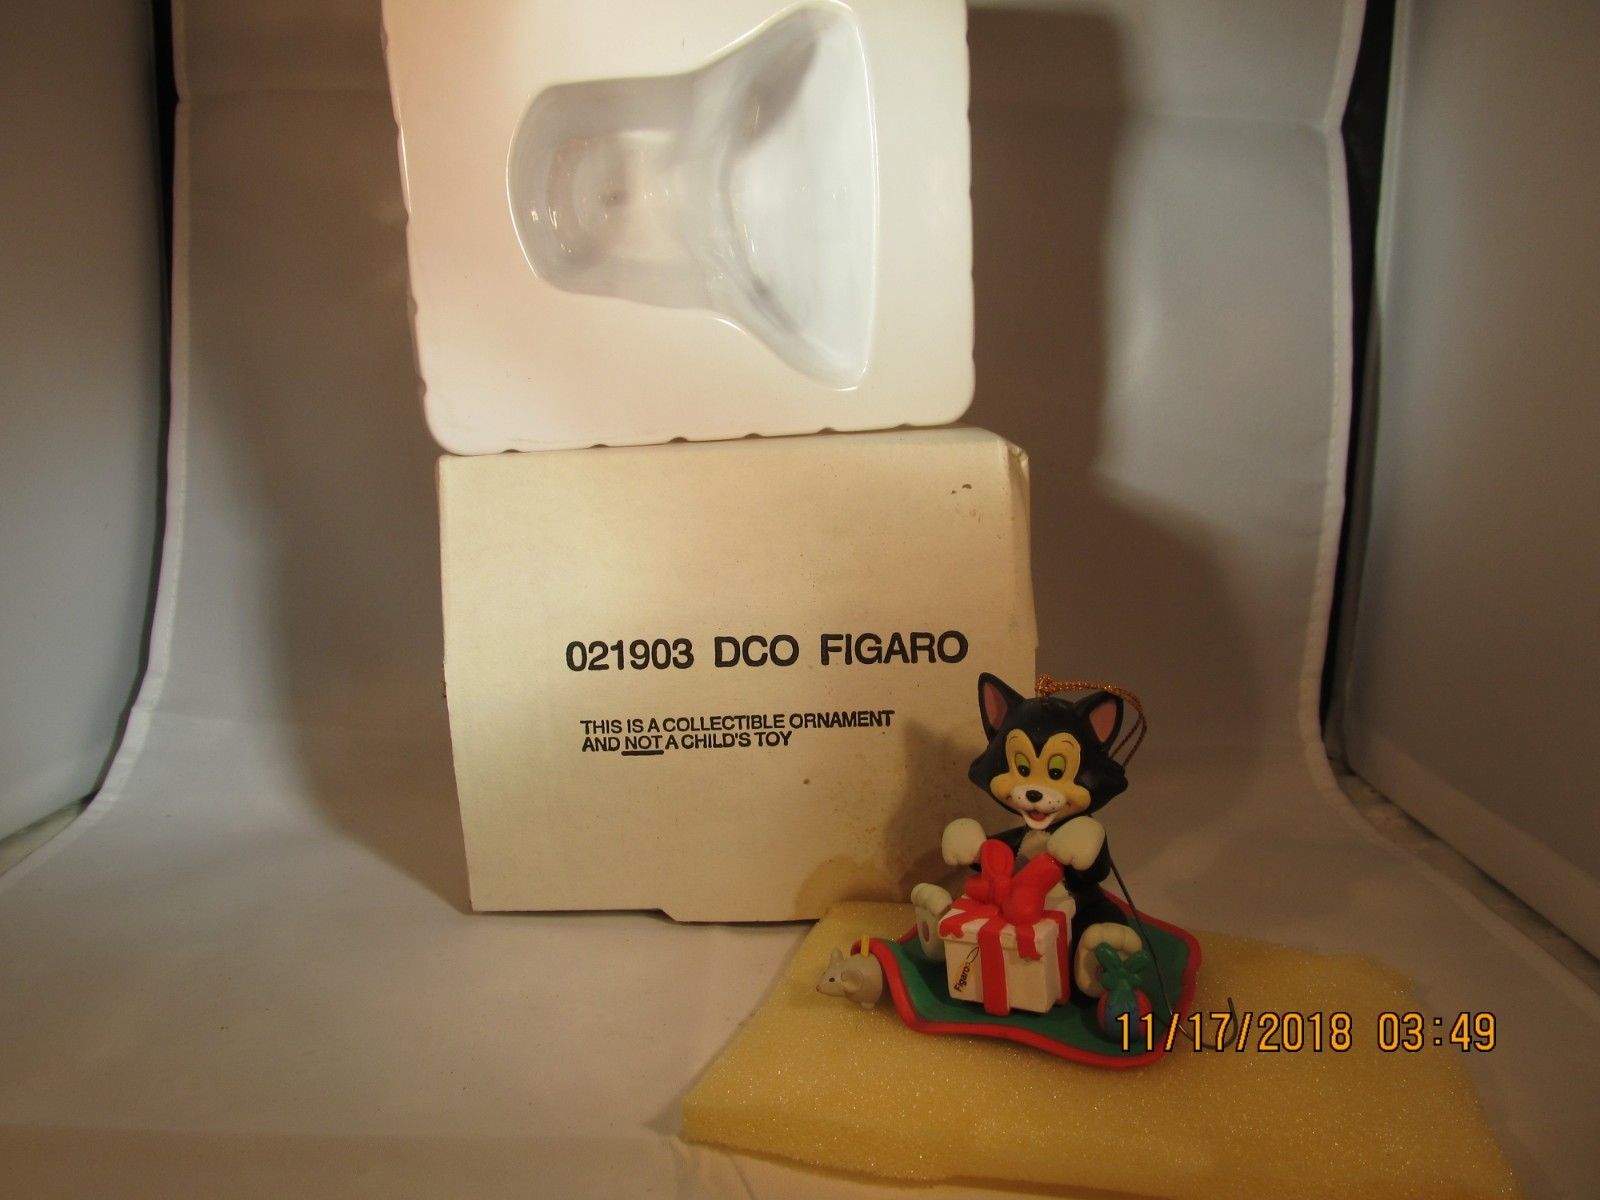 021903 DCO FIGARO
THIS IS A COLLECTIBLE ORNAMENT
AND NOT A CHILD'S TOY
Figaro
11/17/2018 03:49